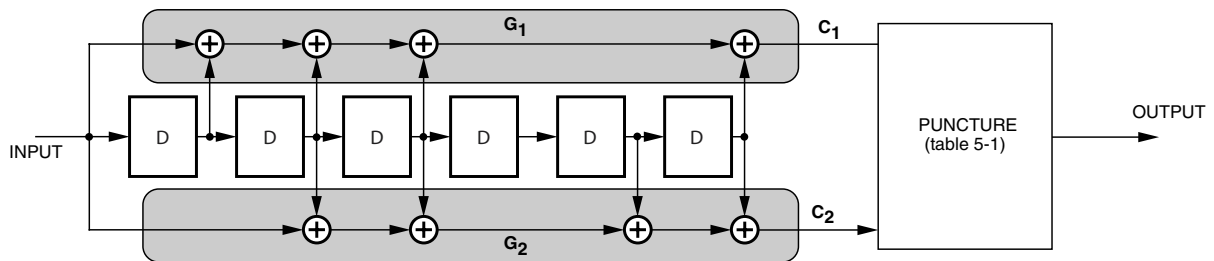 G1
C1
INPUT
D D D D D D
PUNCTURE
(table 5-1)
OUTPUT
G2
C2